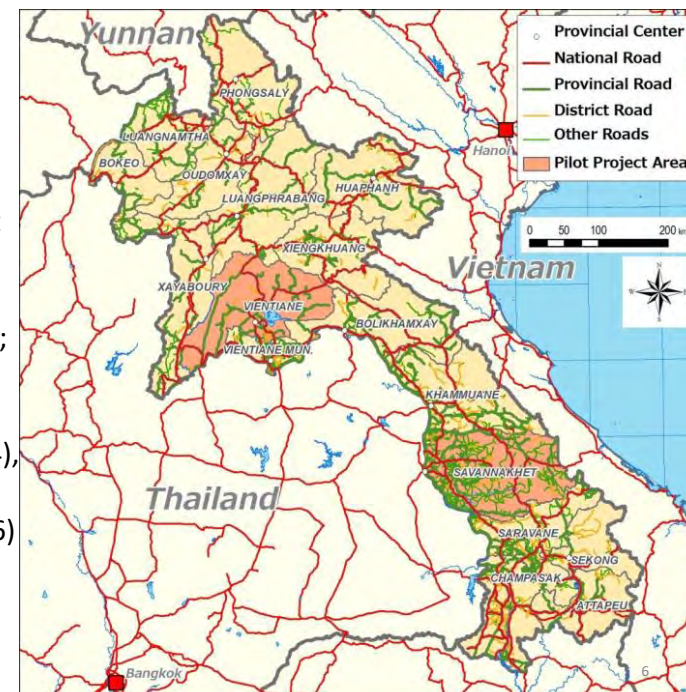 Yunnan
Provincial Center
National Road
Provincial Road
District Road
Other Roads
Pilot Project Area
PHONGSALY
Hanoi
LUANGNAMTHA
BOKEO
OUDOMXAY
HUAPHANH
LUANGPHRABANG
0 50 100 200 km
XIENGKHUANG
Vietnam
N
XAYABOURY
VIENTIANE
BOLIKHAMXAY
;
VIENTIANE MUN.
KHAMMUANE
),
SAVANNAKHET
Thailand
6)
SARAVANE
SEKONG
CHAMPASAK
ATTAPEU
Bangkok
6